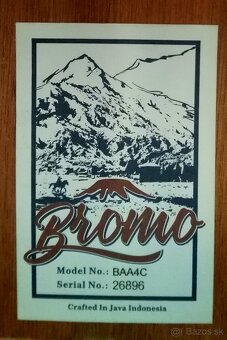 Bromo
Model No.: BAA4C
Serial No.: 26896
Crafted In Java Indonesia
| Bazos.sk